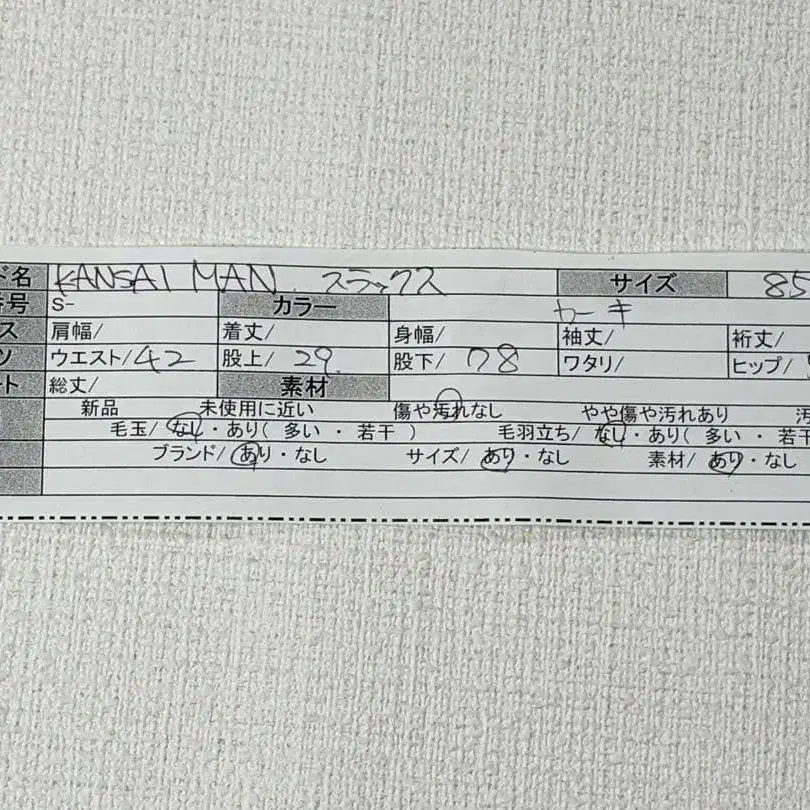 ド名 KANSAI MAN スラックス サイズ 85
番号 S- カラー カーキ
ス 肩幅/ 着丈/ 身幅/ 袖丈/ 裄丈/
ツ ウエスト/42 股上/ 29. 股下/ 78 ワタリ/ ヒップ/
ート 総丈/ 素材
新品 未使用に近い 傷や汚れなし やや傷や汚れあり 汚
毛玉/ なし・あり( 多い ・ 若干 ) 毛羽立ち/ なし・あり( 多い ・ 若干
ブランド/ あり・なし サイズ/ あり・なし 素材/ あり・なし